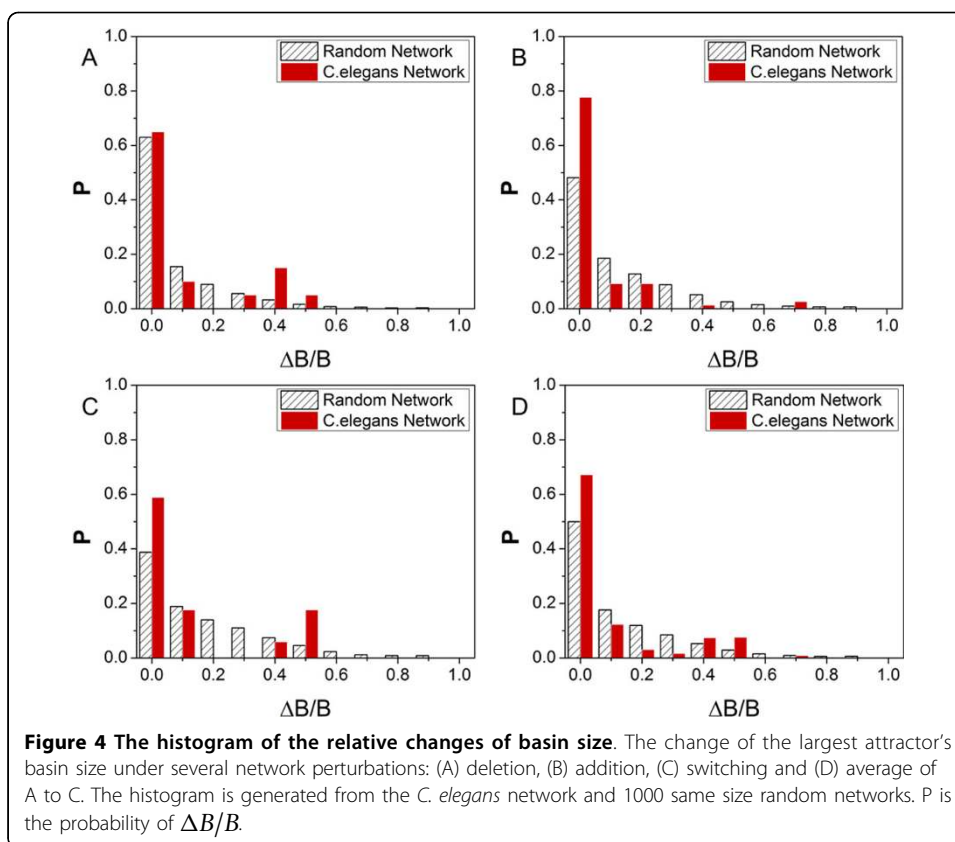 A
Random Network
C.elegans Network
1.0
0.8
0.6
0.4
0.2
0.0
P
0.0 0.2 0.4 0.6 0.8 1.0
ΔB/B
B
Random Network
C.elegans Network
1.0
0.8
0.6
0.4
0.2
0.0
P
0.0 0.2 0.4 0.6 0.8 1.0
ΔB/B
C
Random Network
C.elegans Network
1.0
0.8
0.6
0.4
0.2
0.0
P
0.0 0.2 0.4 0.6 0.8 1.0
ΔB/B
D
Random Network
C.elegans Network
1.0
0.8
0.6
0.4
0.2
0.0
P
0.0 0.2 0.4 0.6 0.8 1.0
ΔB/B
Figure 4 The histogram of the relative changes of basin size. The change of the largest attractor's
basin size under several network perturbations: (A) deletion, (B) addition, (C) switching and (D) average of
A to C. The histogram is generated from the C. elegans network and 1000 same size random networks. P is
the probability of ΔB/B.